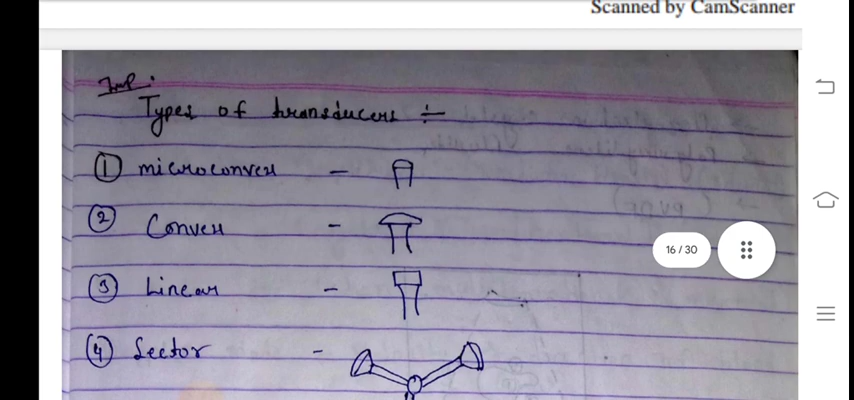 Scanned by CamScanner
Imp.
Types of transducers ÷
① microconvex -
② Convex -
③ Linear -
④ Sector -
16 / 30